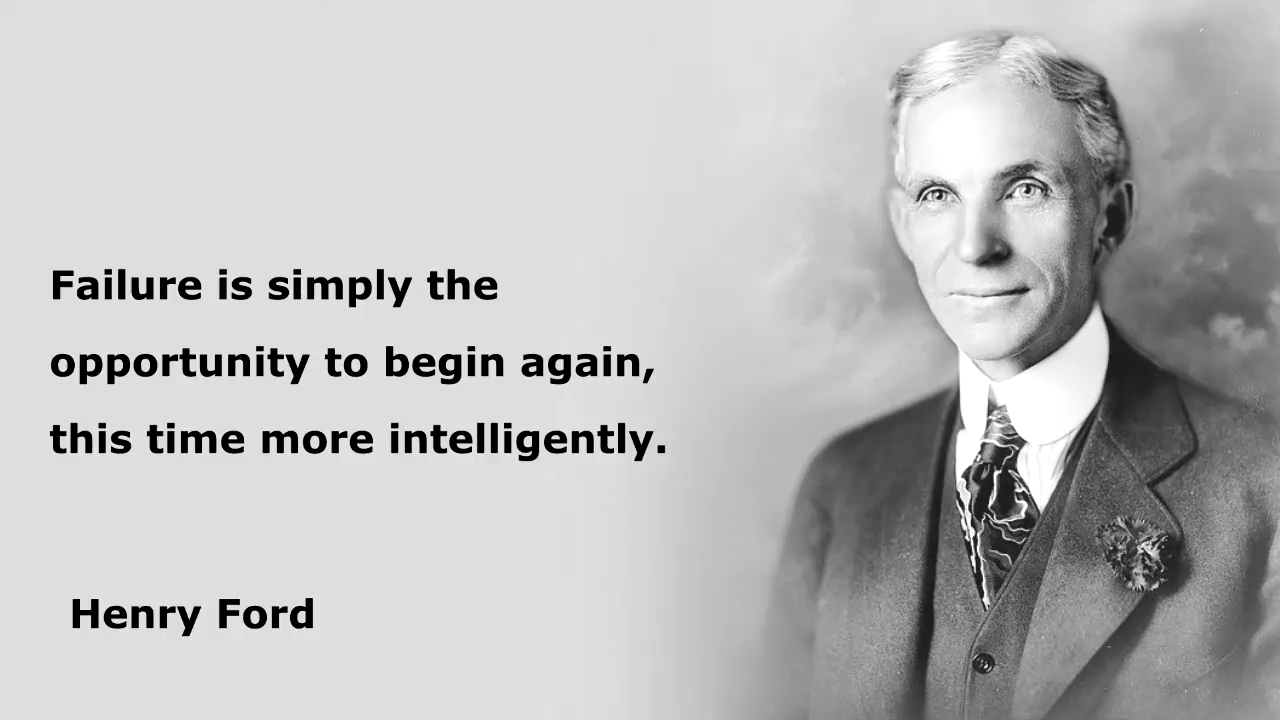 Failure is simply the
opportunity to begin again,
this time more intelligently.
Henry Ford